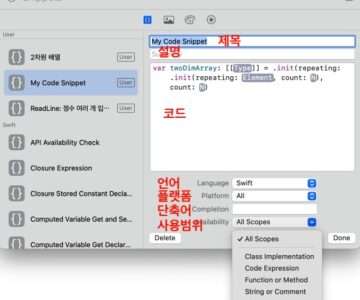 User
2차원 배열
User
My Code Snippet
User
ReadLine: 정수 여러 개 입…
User
Swift
API Availability Check
Closure Expression
Closure Stored Constant Decla…
Computed Variable Get and Se…
Computed Variable Get Declar…
My Code Snippet 제목
설명
var twoDimArray: [[Type]] = .init(repeating:
.init(repeating: Element, count: N),
count: N)
코드
언어 Language Swift
플랫폼 Platform All
단축어 Completion
사용범위 Availability All Scopes
Delete
Done
✓ All Scopes
Class Implementation
Code Expression
Function or Method
String or Comment